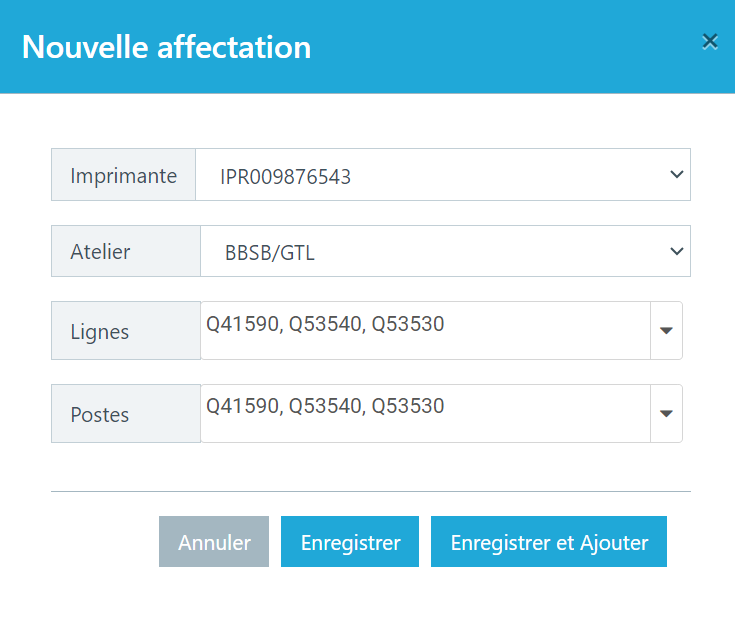 Nouvelle affectation
Imprimante IPR009876543
Atelier BBSB/GTL
Lignes Q41590, Q53540, Q53530
Postes Q41590, Q53540, Q53530
Annuler Enregistrer Enregistrer et Ajouter